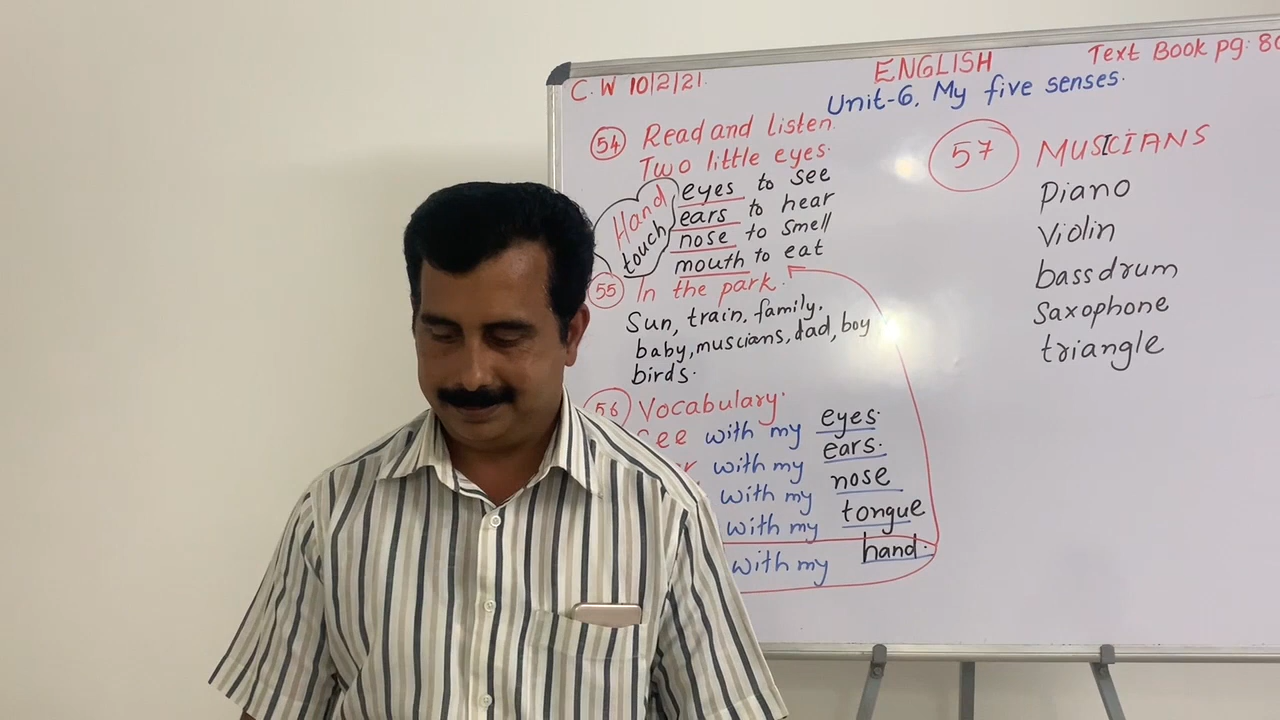 C.W 10/2/21.
ENGLISH
Text Book pg: 80
Unit-6. My five senses.
54 Read and listen.
Two little eyes.
Hand
touch
eyes to see
ears to hear
nose to smell
mouth to eat
55 In the park.
Sun, train, family,
baby, muscians, dad, boy
birds.
56 Vocabulary.
See with my eyes.
with my ears.
with my nose
with my tongue
with my hand.
57 MUSICIANS
Piano
Violin
bassdrum
Saxophone
triangle